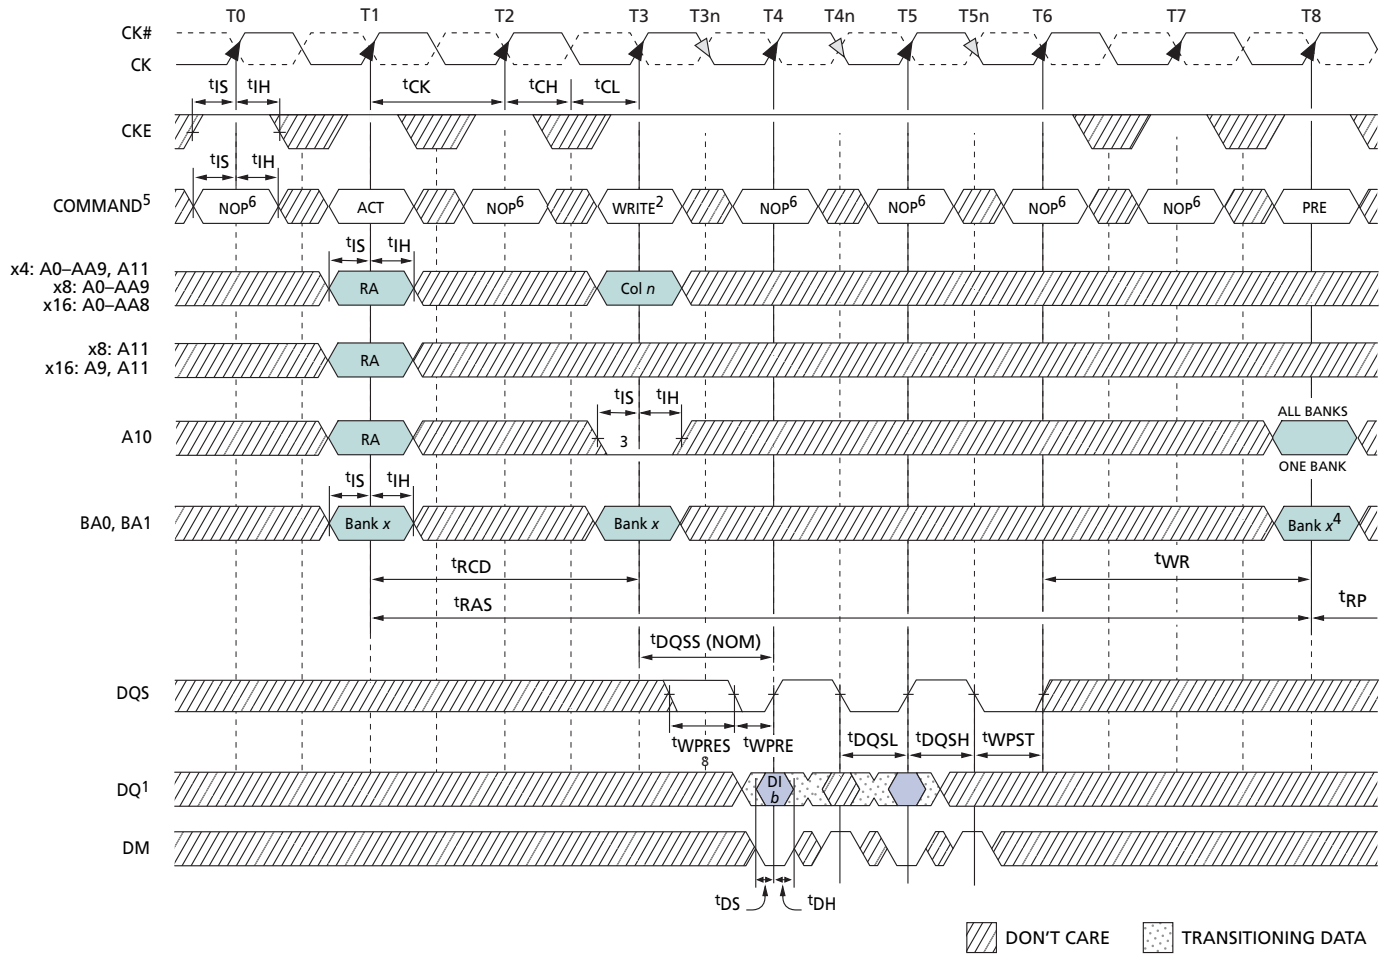 T0 T1 T2 T3 T3n T4 T4n T5 T5n T6 T7 T8
CK#
CK
tIS tIH tCK tCH tCL
CKE
tIS tIH
COMMAND5 NOP6 ACT NOP6 WRITE2 NOP6 NOP6 NOP6 NOP6 PRE
tIS tIH
x4: A0–AA9, A11
x8: A0–AA9 RA Col n
x16: A0–AA8
x8: A11
x16: A9, A11 RA
tIS tIH
ALL BANKS
A10 RA 3
ONE BANK
tIS tIH
BA0, BA1 Bank x Bank x Bank x4
tRCD tWR
tRAS tRP
tDQSS (NOM)
DQS
tWPRES tWPRE tDQSL tDQSH tWPST
8
DQ1 DI
b
DM
tDS tDH
DON'T CARE TRANSITIONING DATA